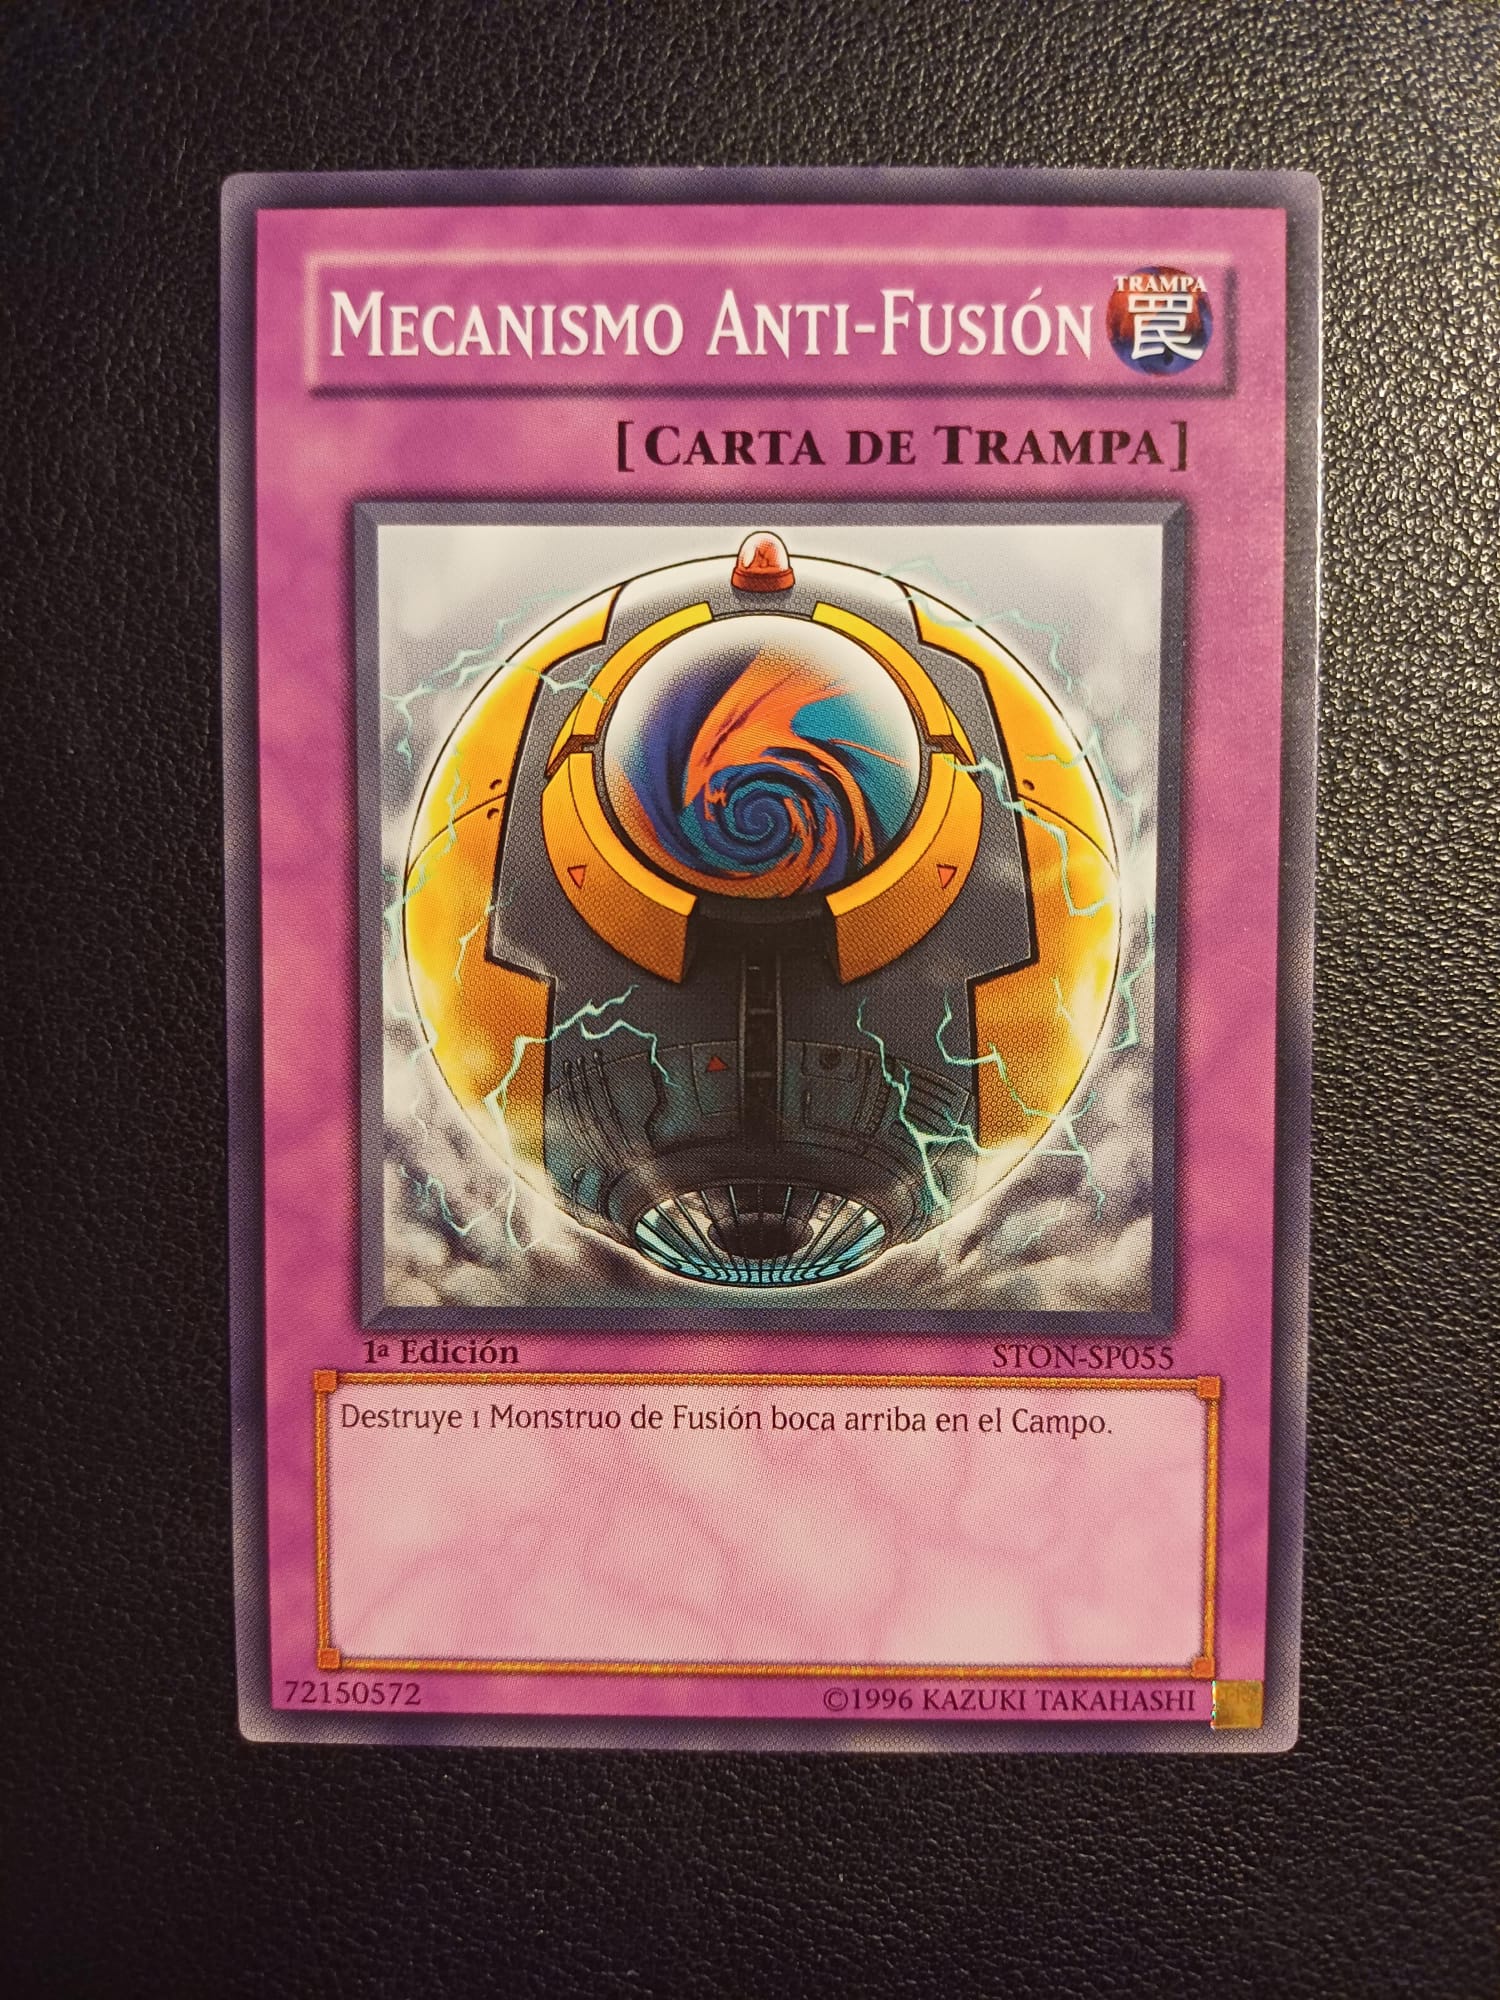 MECANISMO ANTI-FUSIÓN
TRAMPA
罠
[CARTA DE TRAMPA]
1ª Edición
STON-SP055
Destruye 1 Monstruo de Fusión boca arriba en el Campo.
72150572
©1996 KAZUKI TAKAHASHI